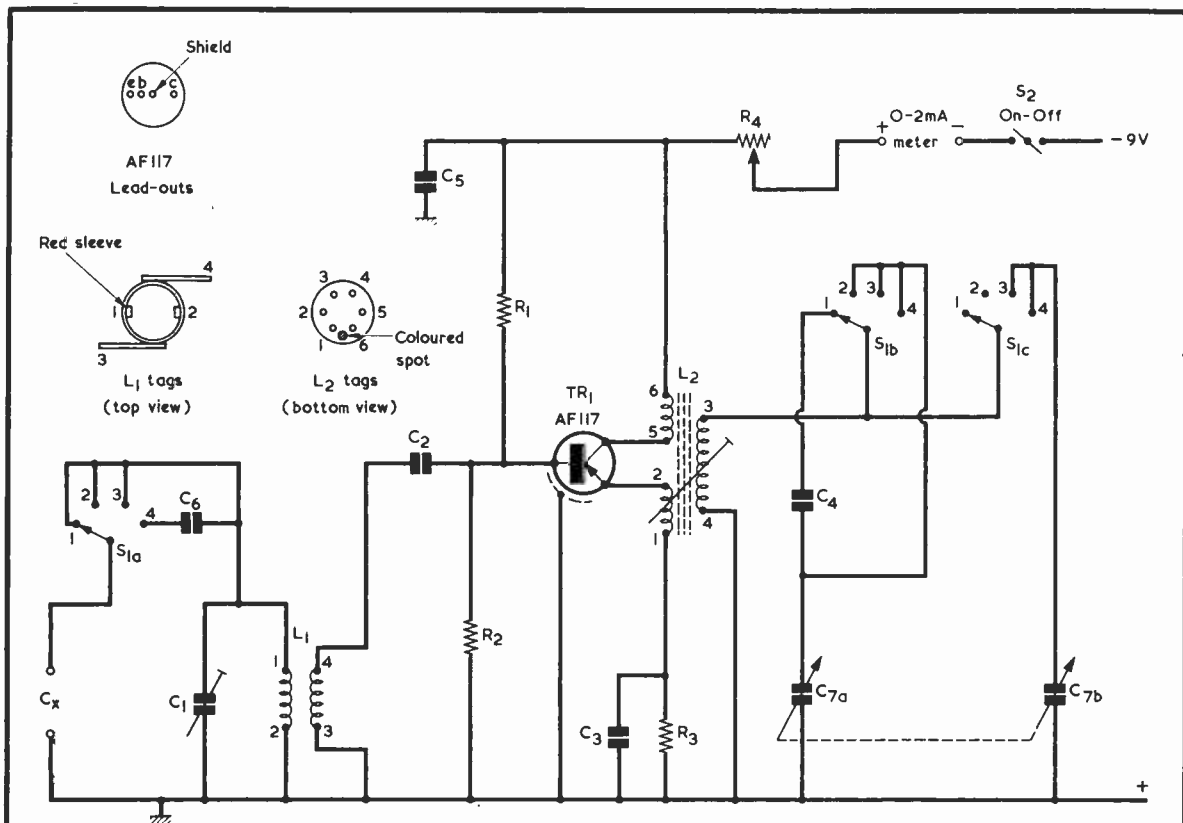 Shield
e b c
AF117
Lead-outs
Red sleeve
4
1 2
3
L1 tags
(top view)
3 4
2 5
1 6
Coloured
spot
L2 tags
(bottom view)
C5
R1
R4
+ 0-2mA -
meter
S2
On-Off
-9V
2 3
1 4
S1b
2 3
1 4
S1c
TR1
AF117
L2
6
5
2
1
3
4
C2
C4
2 3
1 4
C6
S1a
Cx
C1
L1
1
2
4
3
R2
C3
R3
C7a
C7b
+